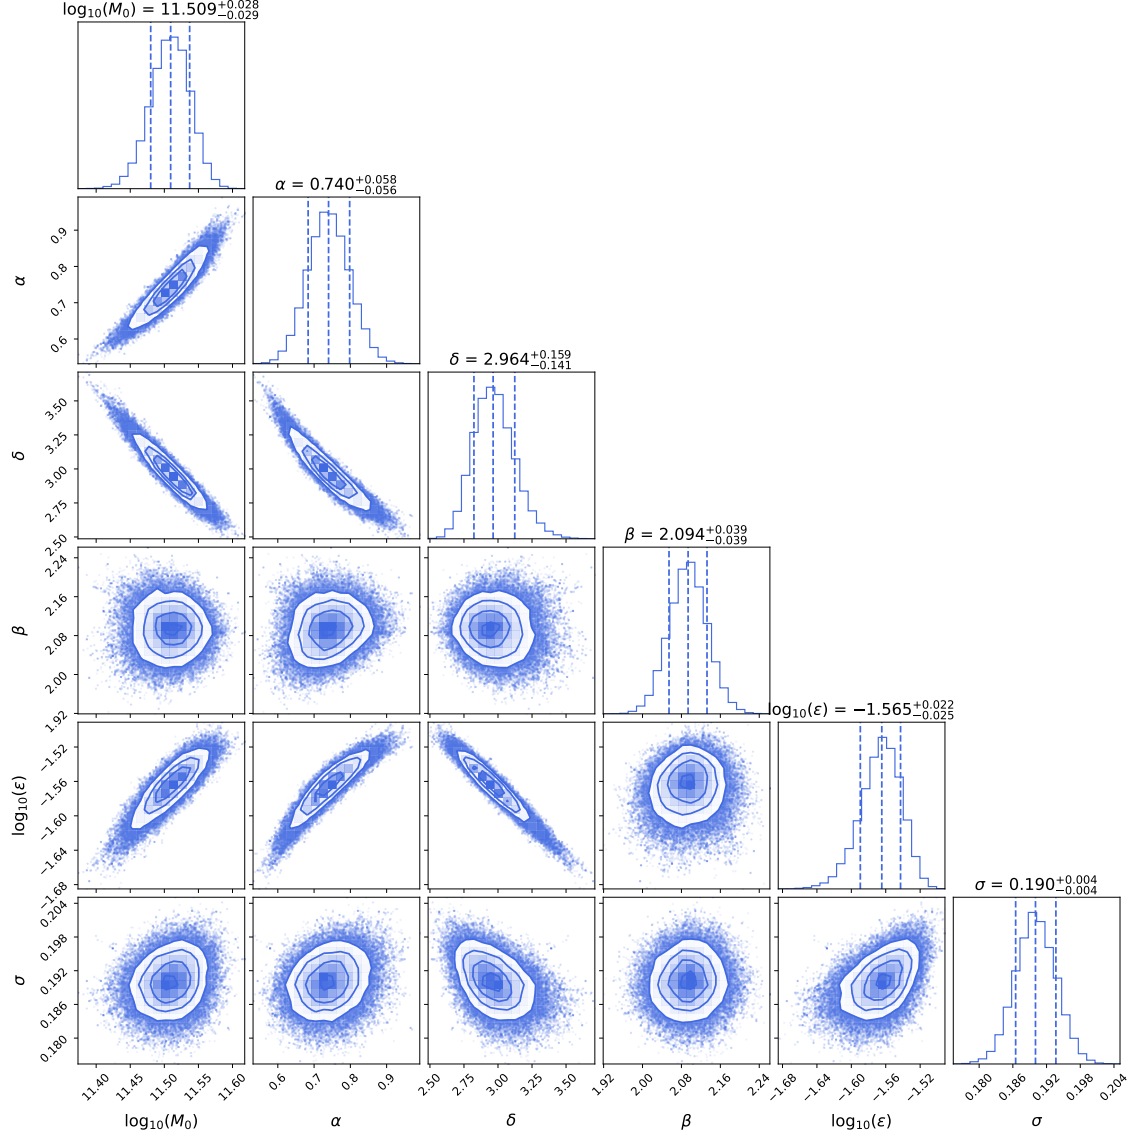 log₁₀(M₀) = 11.509⁺⁰·⁰²⁸₋₀.₀₂₉
α = 0.740⁺⁰·⁰⁵⁸₋₀.₀₅₆
0.9
0.8
0.7
0.6
α
δ = 2.964⁺⁰·¹⁵⁹₋₀.₁₄₁
3.50
3.25
3.00
2.75
2.50
δ
β = 2.094⁺⁰·⁰³⁹₋₀.₀₃₉
2.24
2.16
2.08
2.00
1.92
β
log₁₀(ε) = −1.565⁺⁰·⁰²²₋₀.₀₂₅
−1.52
−1.56
−1.60
−1.64
−1.68
log₁₀(ε)
σ = 0.190⁺⁰·⁰⁰⁴₋₀.₀₀₄
0.204
0.198
0.192
0.186
0.180
σ
11.40 11.45 11.50 11.55 11.60 0.6 0.7 0.8 0.9 2.50 2.75 3.00 3.25 3.50 1.92 2.00 2.08 2.16 2.24 −1.68 −1.64 −1.60 −1.56 −1.52 0.180 0.186 0.192 0.198 0.204
log₁₀(M₀) α δ β log₁₀(ε) σ